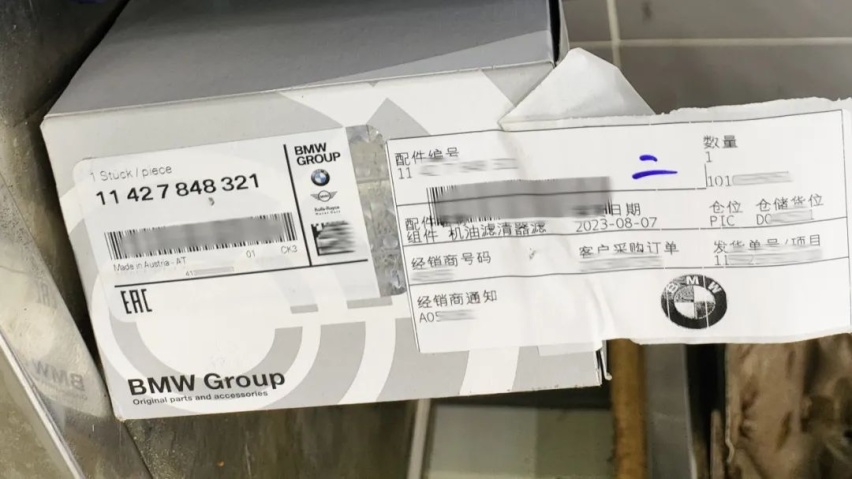 1 Stück / piece
11 42 7 848 321
Made in Austria - AT
01
CK3
BMW
GROUP
EAC
BMW Group
Original parts and accessories
配件编号
11
二
数量
1
101
配件
日期
仓位 仓储货位
组件 机油滤清器滤
2023-08-07
PIC
经销商号码
客户采购订单
发货单号/项目
11
经销商通知
A05
BMW